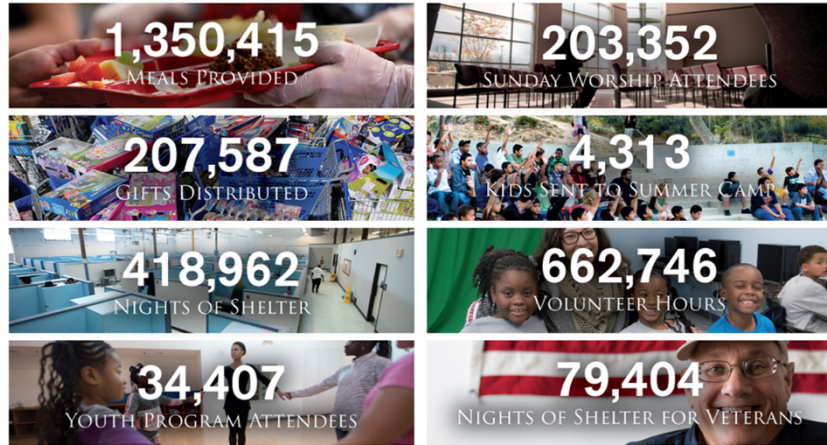 1,350,415
MEALS PROVIDED
203,352
SUNDAY WORSHIP ATTENDEES
207,587
GIFTS DISTRIBUTED
4,313
KIDS SENT TO SUMMER CAMP
418,962
NIGHTS OF SHELTER
662,746
VOLUNTEER HOURS
34,407
YOUTH PROGRAM ATTENDEES
79,404
NIGHTS OF SHELTER FOR VETERANS